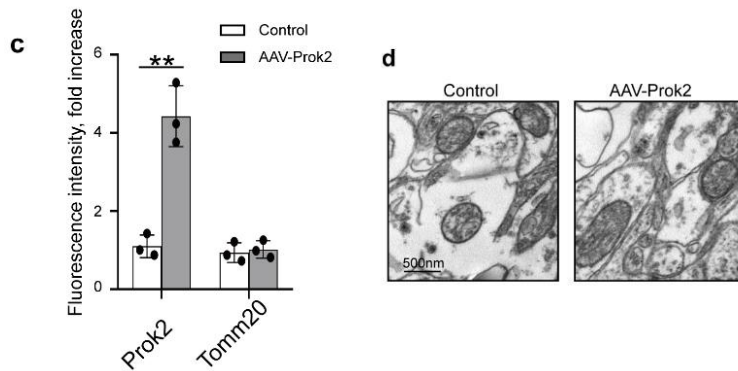 c
Control
AAV-Prok2
Fluorescence intensity, fold increase
6
4
2
0
**
Prok2
Tomm20
d
Control
AAV-Prok2
500nm